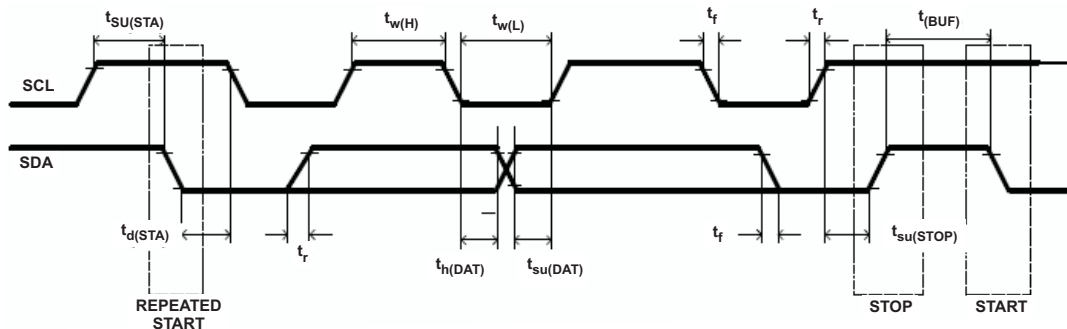 tSU(STA)
tw(H)
tw(L)
tf
tr
t(BUF)
SCL
SDA
td(STA)
tr
th(DAT)
tsu(DAT)
tf
tsu(STOP)
REPEATED
START
STOP
START